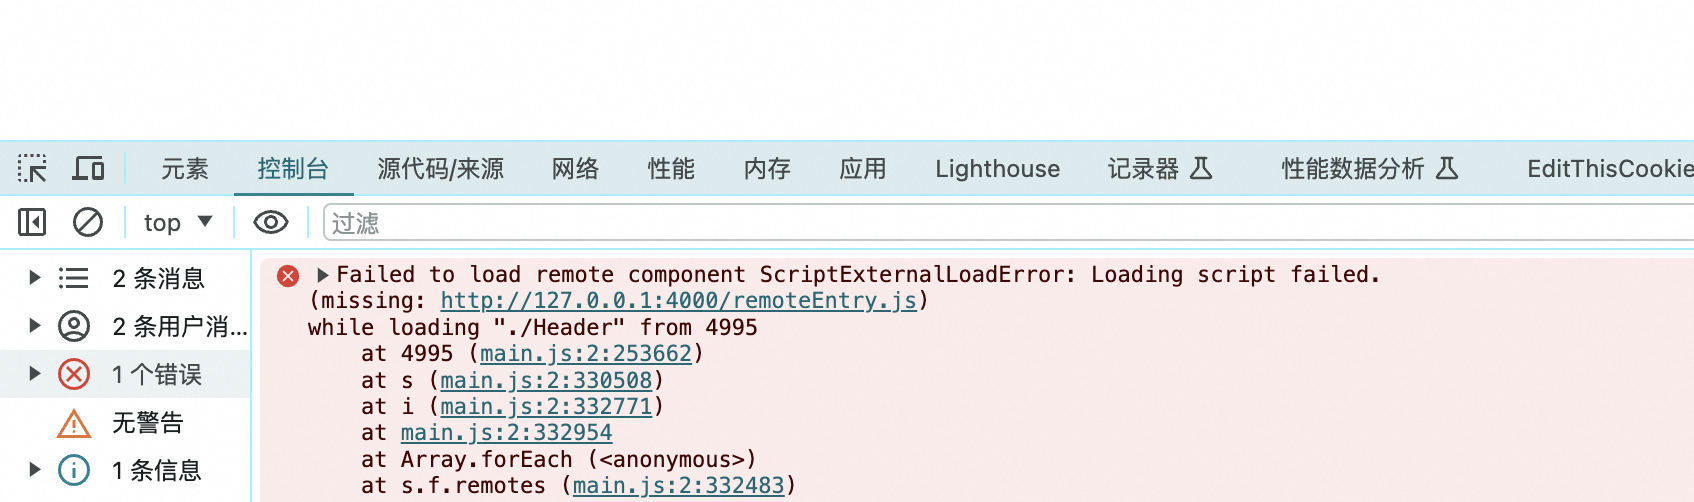 元素 控制台 源代码/来源 网络 性能 内存 应用 Lighthouse 记录器 性能数据分析 EditThisCookie
top 过滤
2 条消息
2 条用户消...
1 个错误
无警告
1 条信息
Failed to load remote component ScriptExternalLoadError: Loading script failed.
(missing: http://127.0.0.1:4000/remoteEntry.js)
while loading "./Header" from 4995
at 4995 (main.js:2:253662)
at s (main.js:2:330508)
at i (main.js:2:332771)
at main.js:2:332954
at Array.forEach (<anonymous>)
at s.f.remotes (main.js:2:332483)